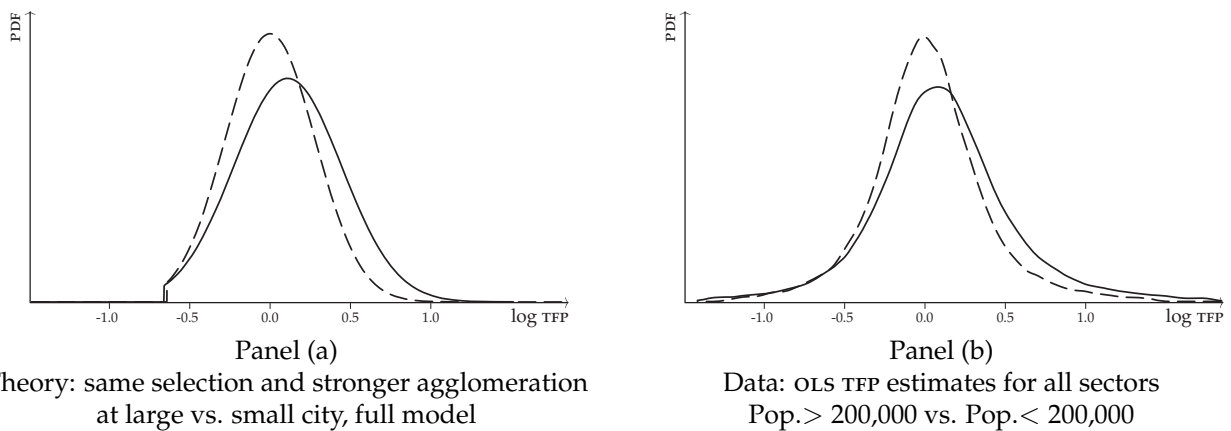 PDF
-1.0 -0.5 0.0 0.5 1.0 log TFP
Panel (a)
heory: same selection and stronger agglomeration
at large vs. small city, full model
PDF
-1.0 -0.5 0.0 0.5 1.0 log TFP
Panel (b)
Data: OLS TFP estimates for all sectors
Pop.> 200,000 vs. Pop.< 200,000